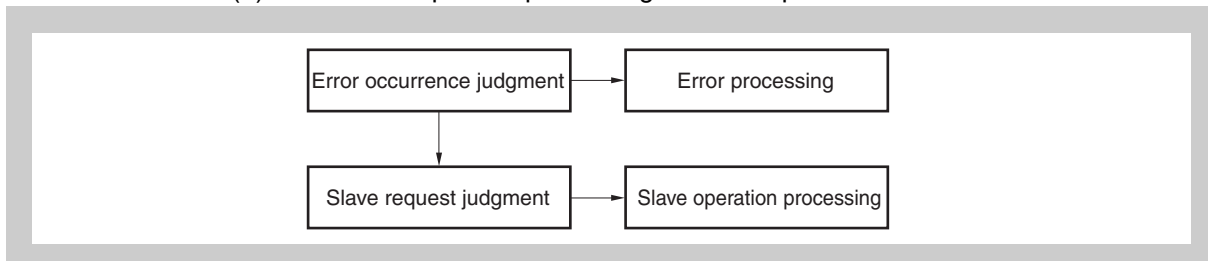 Error occurrence judgment
Error processing
Slave request judgment
Slave operation processing